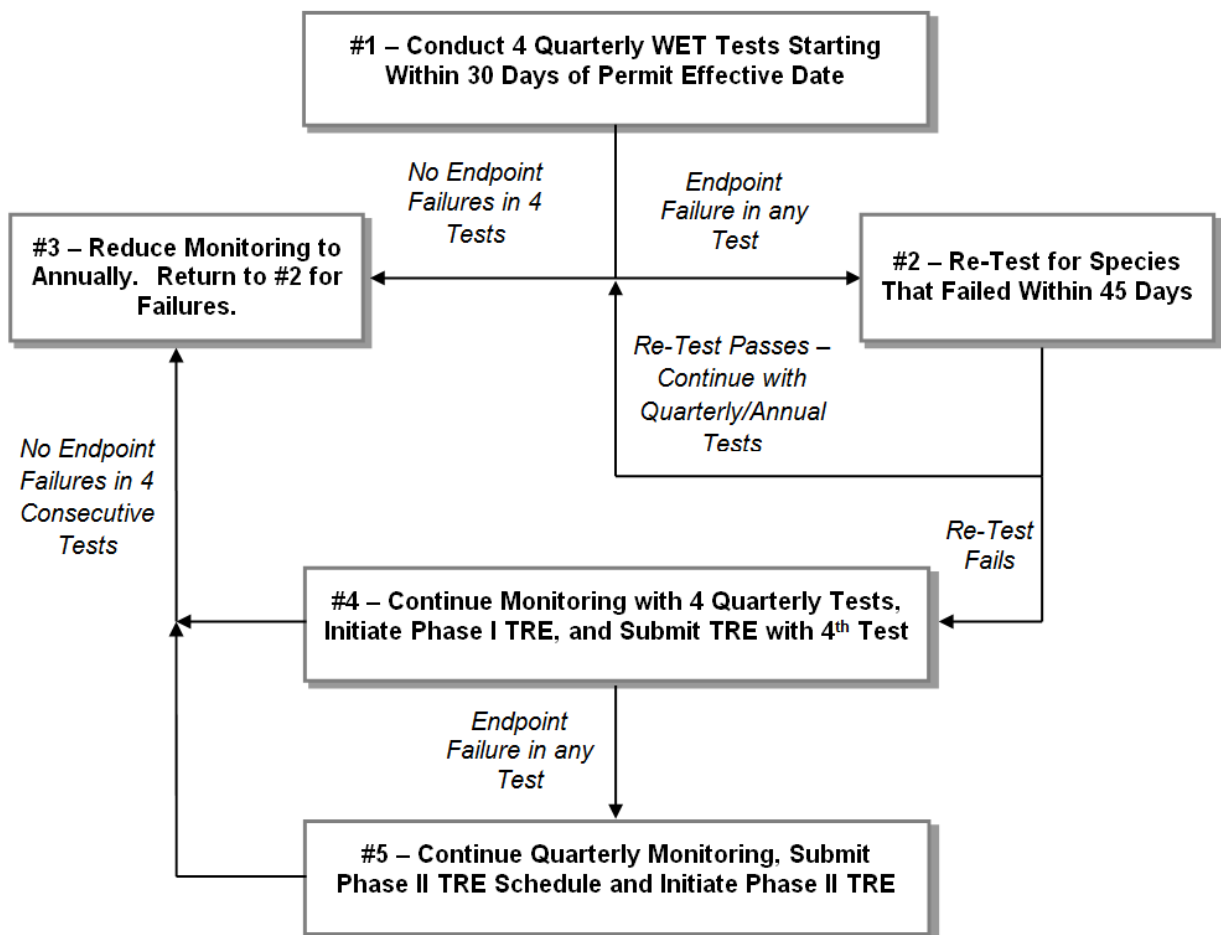 #1 – Conduct 4 Quarterly WET Tests Starting
Within 30 Days of Permit Effective Date
No Endpoint
Failures in 4
Tests
Endpoint
Failure in any
Test
#3 – Reduce Monitoring to
Annually.  Return to #2 for
Failures.
#2 – Re-Test for Species
That Failed Within 45 Days
Re-Test Passes –
Continue with
Quarterly/Annual
Tests
No Endpoint
Failures in 4
Consecutive
Tests
Re-Test
Fails
#4 – Continue Monitoring with 4 Quarterly Tests,
Initiate Phase I TRE, and Submit TRE with 4th Test
Endpoint
Failure in any
Test
#5 – Continue Quarterly Monitoring, Submit
Phase II TRE Schedule and Initiate Phase II TRE